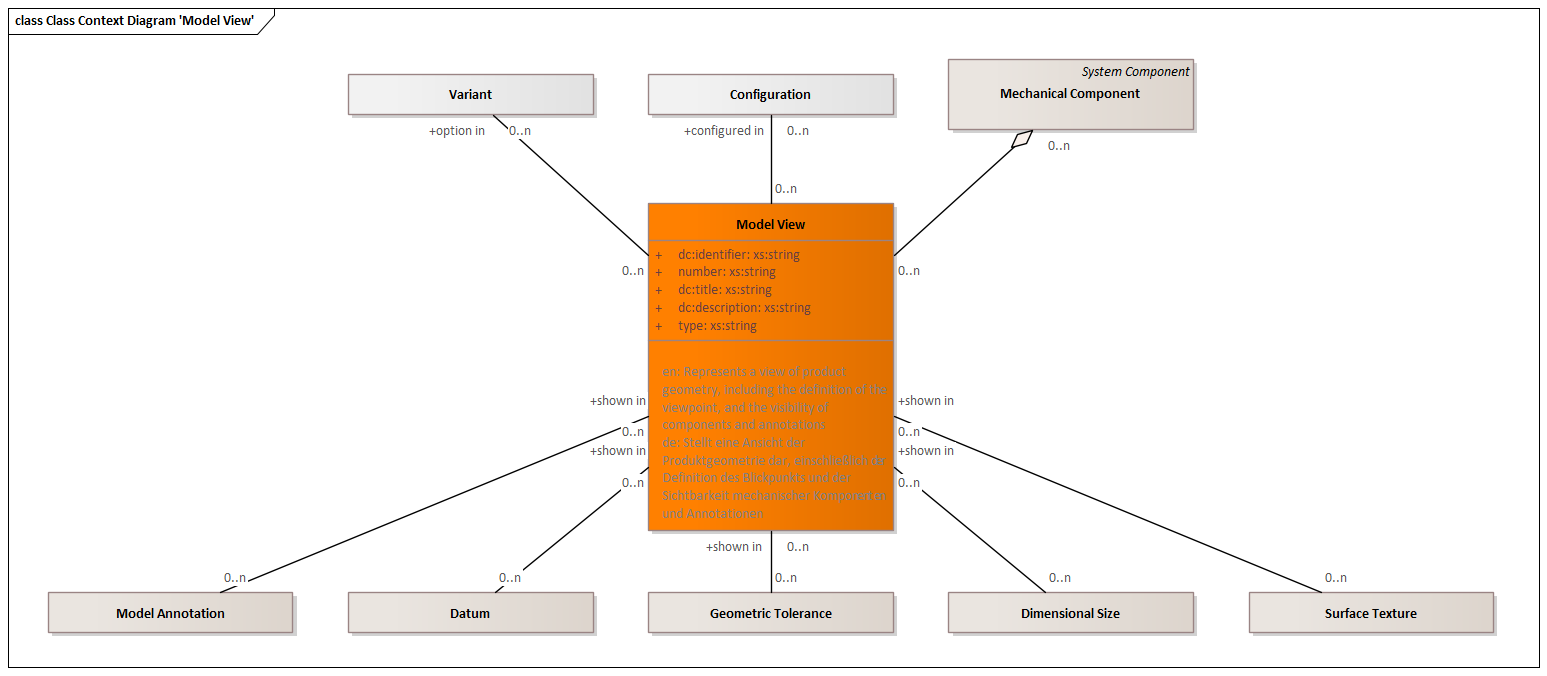 class Class Context Diagram 'Model View'
Variant
Configuration
System Component
Mechanical Component
+option in
0..n
+configured in
0..n
0..n
0..n
Model View
+ dc:identifier: xs:string
+ number: xs:string
+ dc:title: xs:string
+ dc:description: xs:string
+ type: xs:string
0..n
0..n
en: Represents a view of product
geometry, including the definition of the
viewpoint, and the visibility of
components and annotations
de: Stellt eine Ansicht der
Produktgeometrie dar, einschließlich der
Definition des Blickpunkts und der
Sichtbarkeit mechanischer Komponenten
und Annotationen
+shown in
0..n
+shown in
0..n
+shown in
0..n
+shown in
0..n
+shown in
0..n
0..n
0..n
0..n
0..n
0..n
Model Annotation
Datum
Geometric Tolerance
Dimensional Size
Surface Texture